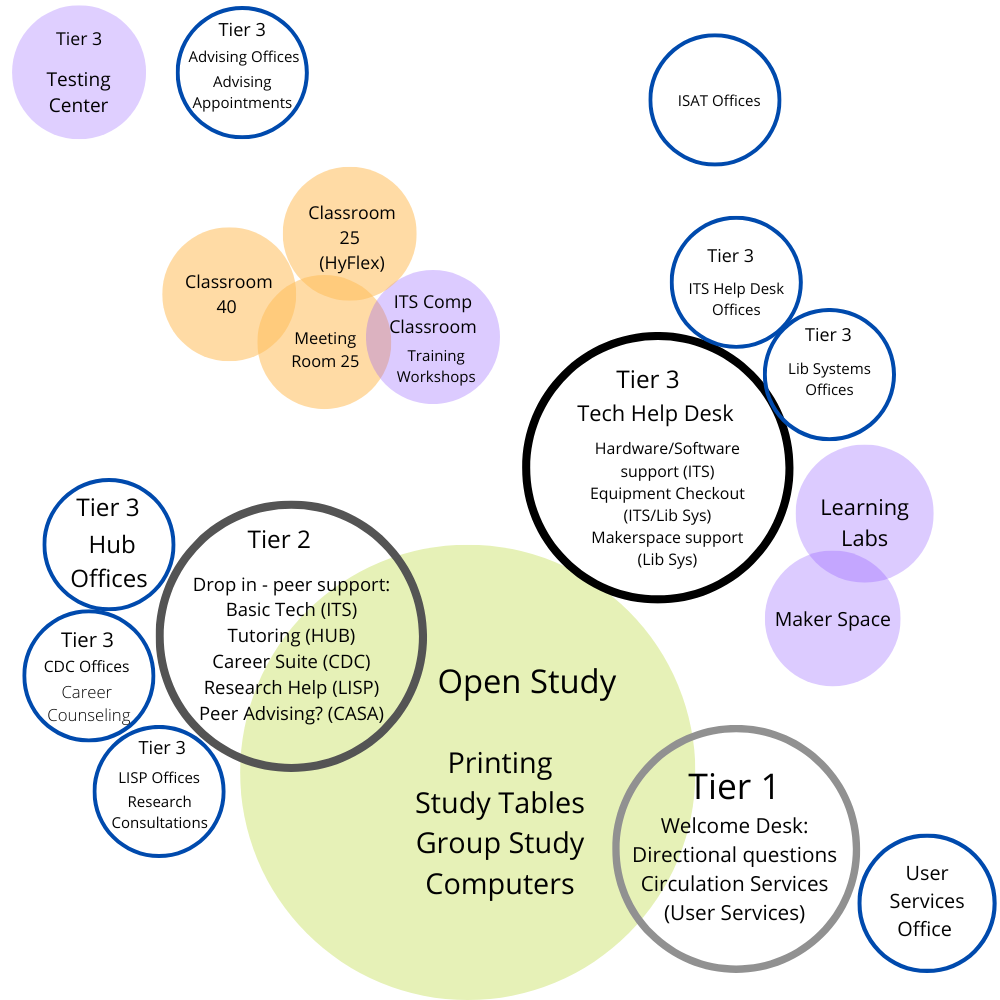 Tier 3
Testing
Center
Tier 3
Advising Offices
Advising
Appointments
ISAT Offices
Classroom
25
(HyFlex)
Classroom
40
Meeting
Room 25
ITS Comp
Classroom
Training
Workshops
Tier 3
ITS Help Desk
Offices
Tier 3
Lib Systems
Offices
Tier 3
Tech Help Desk
Hardware/Software
support (ITS)
Equipment Checkout
(ITS/Lib Sys)
Makerspace support
(Lib Sys)
Learning
Labs
Maker Space
Tier 3
Hub
Offices
Tier 3
CDC Offices
Career
Counseling
Tier 3
LISP Offices
Research
Consultations
Tier 2
Drop in - peer support:
Basic Tech (ITS)
Tutoring (HUB)
Career Suite (CDC)
Research Help (LISP)
Peer Advising? (CASA)
Open Study
Printing
Study Tables
Group Study
Computers
Tier 1
Welcome Desk:
Directional questions
Circulation Services
(User Services)
User
Services
Office